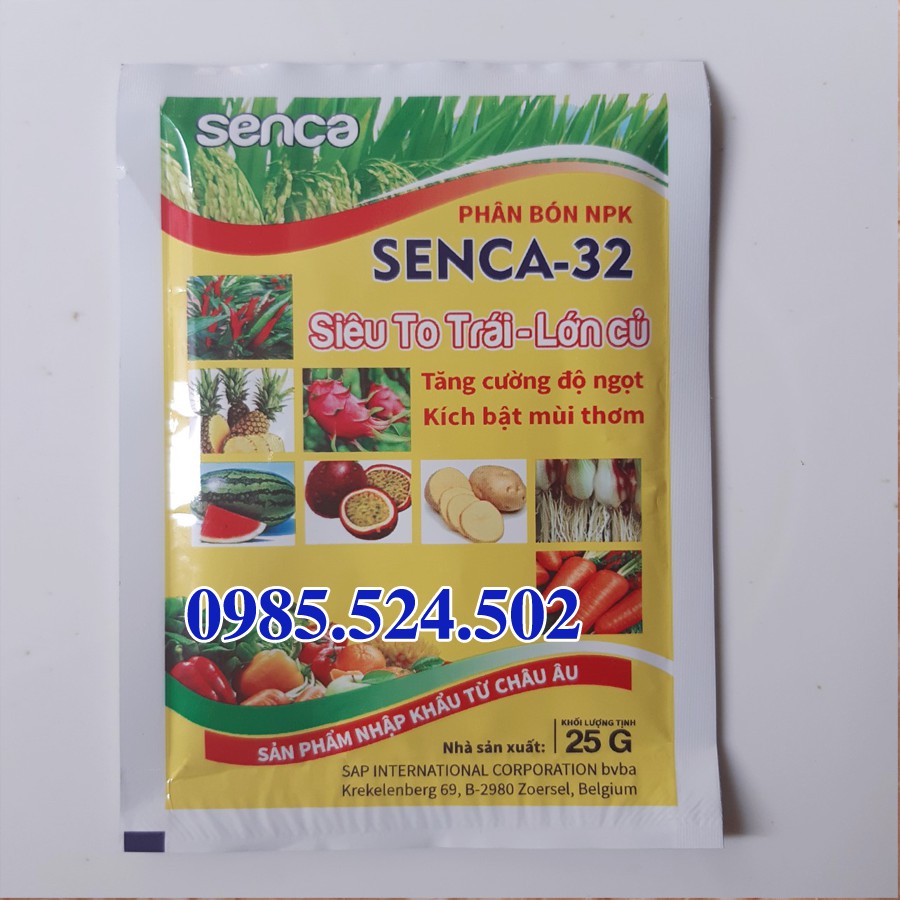 senca
PHÂN BÓN NPK
SENCA-32
Siêu To Trái - Lớn củ
Tăng cường độ ngọt
Kích bật mùi thơm
0985.524.502
SẢN PHẨM NHẬP KHẨU TỪ CHÂU ÂU
KHỐI LƯỢNG TỊNH
Nhà sản xuất: 25 G
SAP INTERNATIONAL CORPORATION bvba
Krekelenberg 69, B-2980 Zoersel, Belgium